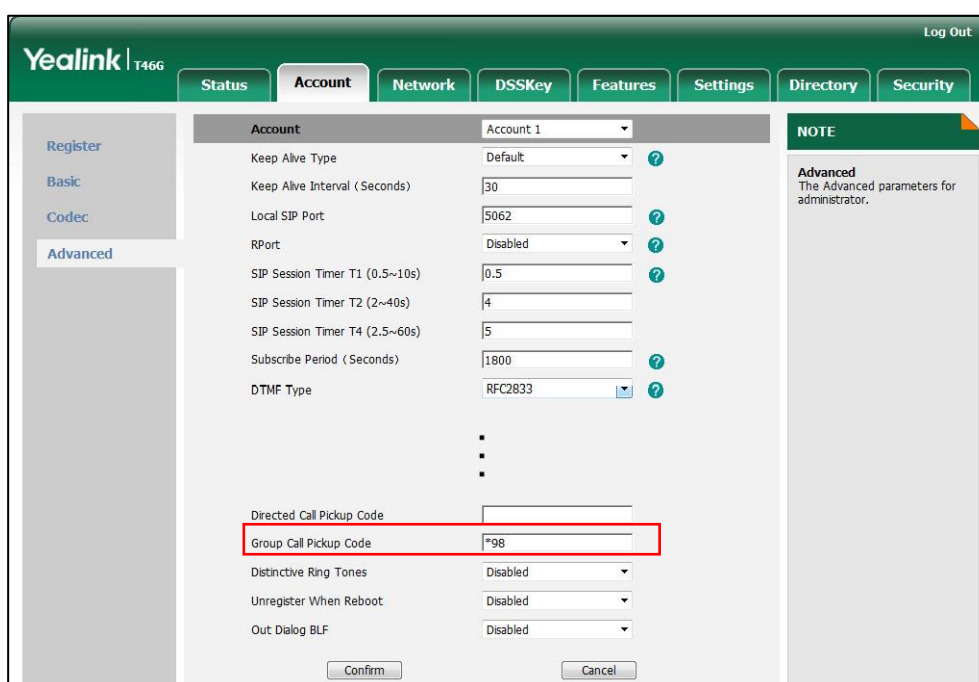 Log Out
Yealink T46G
Status Account Network DSSKey Features Settings Directory Security
Register
Basic
Codec
Advanced
Account Account 1
Keep Alive Type Default ?
Keep Alive Interval (Seconds) 30
Local SIP Port 5062 ?
RPort Disabled ?
SIP Session Timer T1 (0.5~10s) 0.5 ?
SIP Session Timer T2 (2~40s) 4
SIP Session Timer T4 (2.5~60s) 5
Subscribe Period (Seconds) 1800 ?
DTMF Type RFC2833 ?
Directed Call Pickup Code
Group Call Pickup Code *98
Distinctive Ring Tones Disabled
Unregister When Reboot Disabled
Out Dialog BLF Disabled
Confirm Cancel
NOTE
Advanced
The Advanced parameters for
administrator.